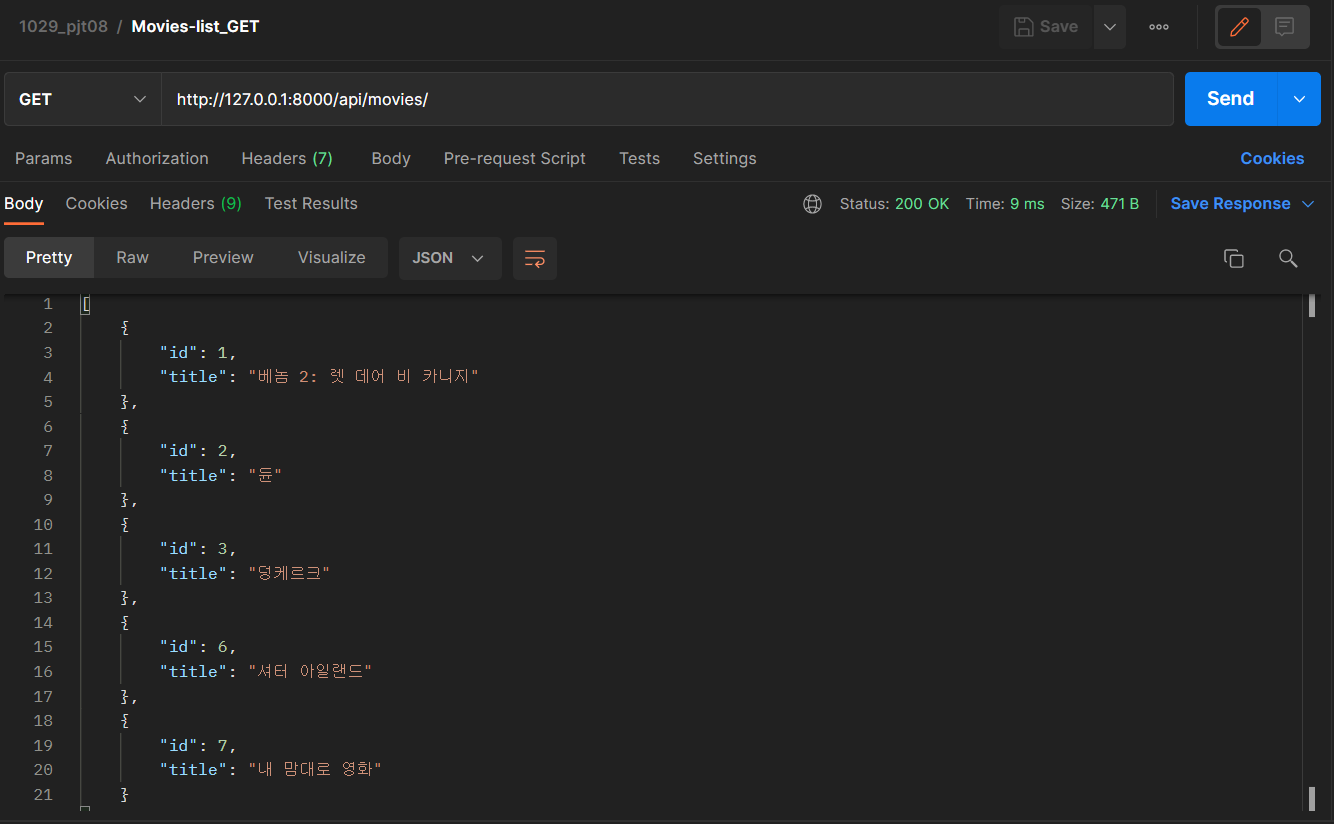 1029_pjt08 / Movies-list_GET
Save
GET http://127.0.0.1:8000/api/movies/ Send
Params Authorization Headers (7) Body Pre-request Script Tests Settings Cookies
Body Cookies Headers (9) Test Results Status: 200 OK Time: 9 ms Size: 471 B Save Response
Pretty Raw Preview Visualize JSON
1 [
2 {
3 "id": 1,
4 "title": "베놈 2: 렛 데어 비 카니지"
5 },
6 {
7 "id": 2,
8 "title": "듄"
9 },
10 {
11 "id": 3,
12 "title": "덩케르크"
13 },
14 {
15 "id": 6,
16 "title": "셔터 아일랜드"
17 },
18 {
19 "id": 7,
20 "title": "내 맘대로 영화"
21 }